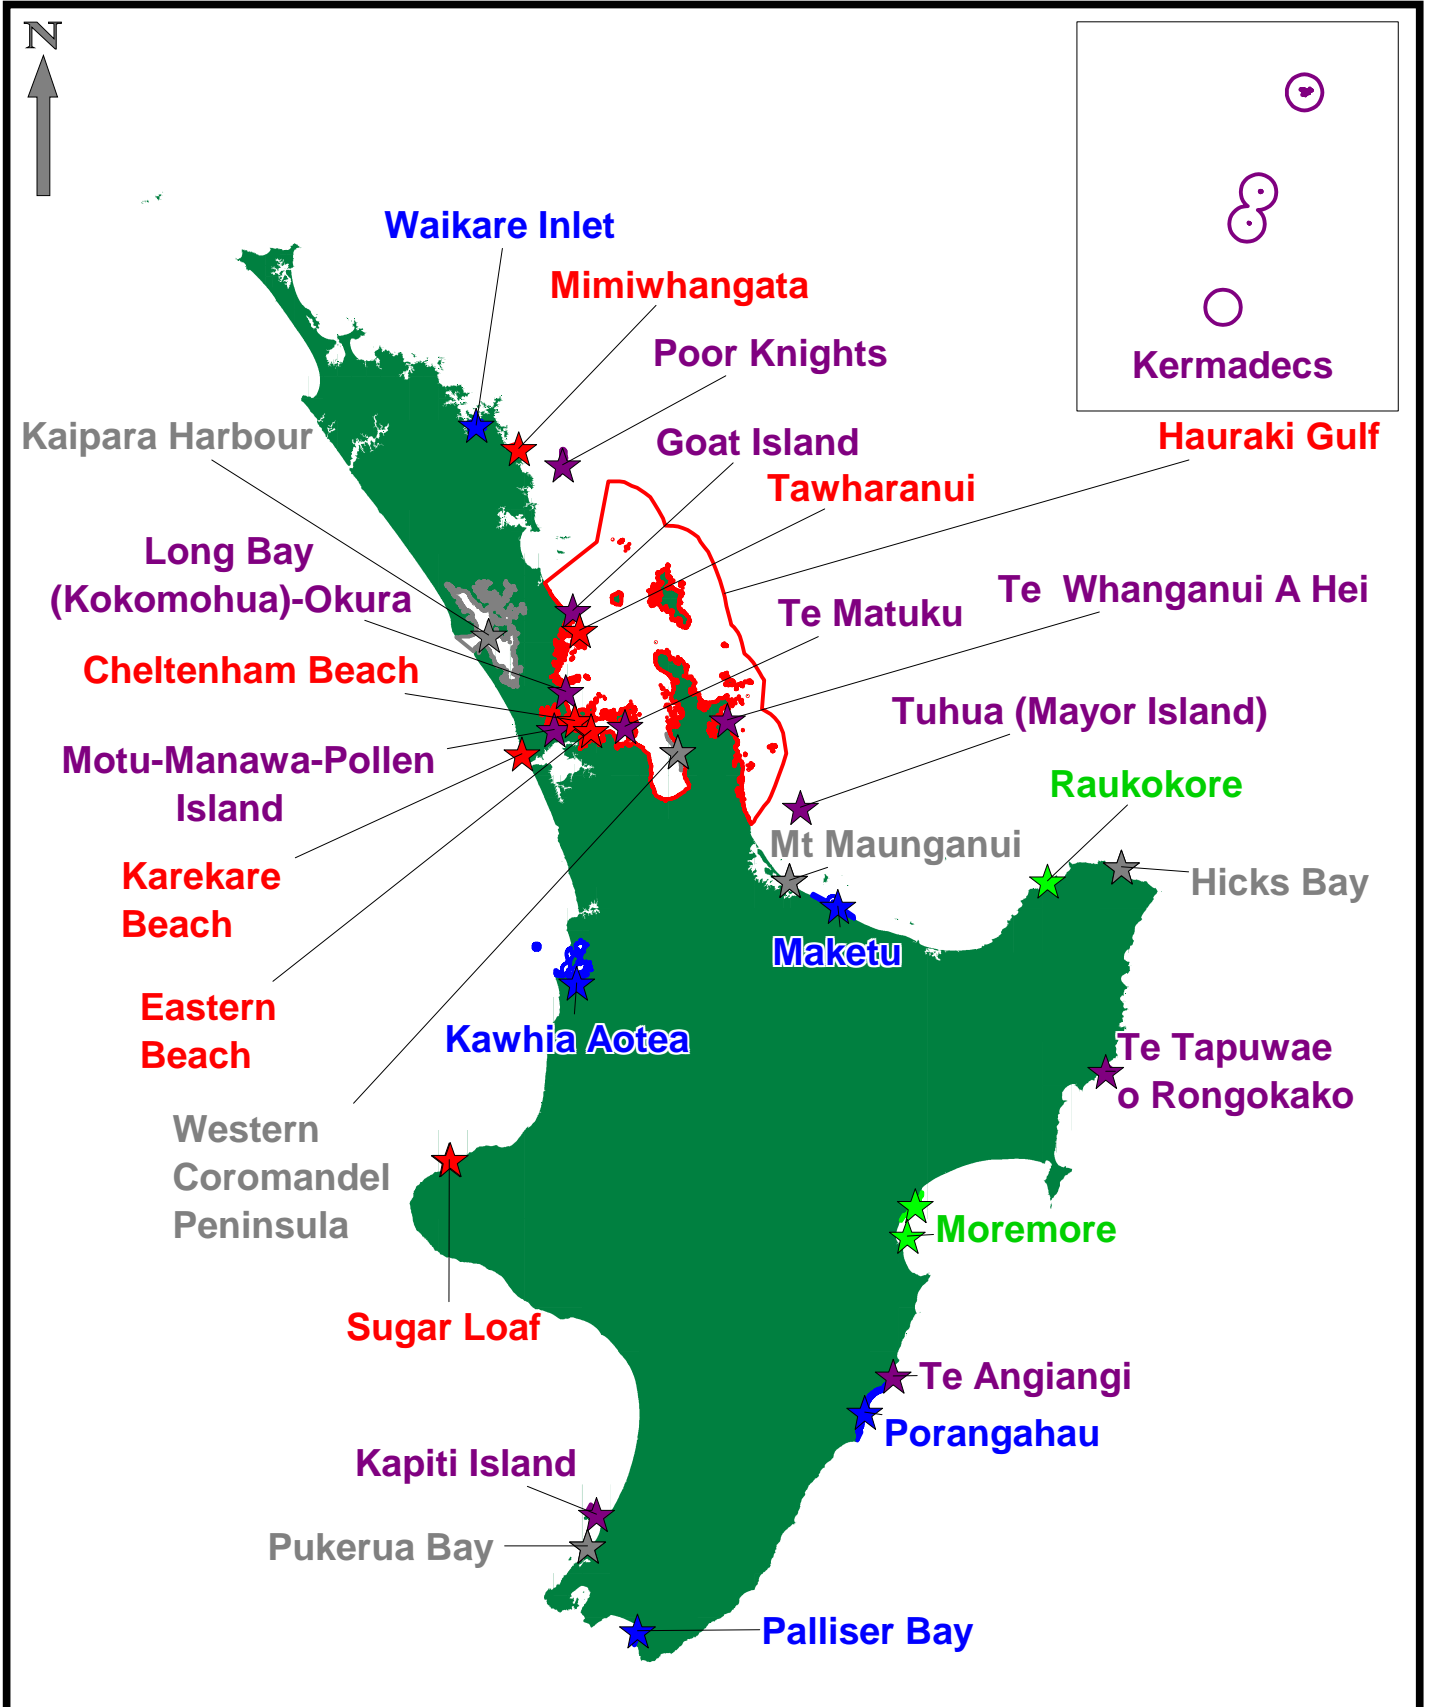 N
Waikare Inlet
Mimiwhangata
Poor Knights
Kermadecs
Kaipara Harbour
Goat Island
Hauraki Gulf
Tawharanui
Long Bay
(Kokomohua)-Okura
Te Matuku
Te Whanganui A Hei
Cheltenham Beach
Tuhua (Mayor Island)
Motu-Manawa-Pollen
Island
Raukokore
Mt Maunganui
Karekare
Beach
Hicks Bay
Maketu
Eastern
Beach
Kawhia Aotea
Te Tapuwae
o Rongokako
Western
Coromandel
Peninsula
Moremore
Sugar Loaf
Te Angiangi
Porangahau
Kapiti Island
Pukerua Bay
Palliser Bay